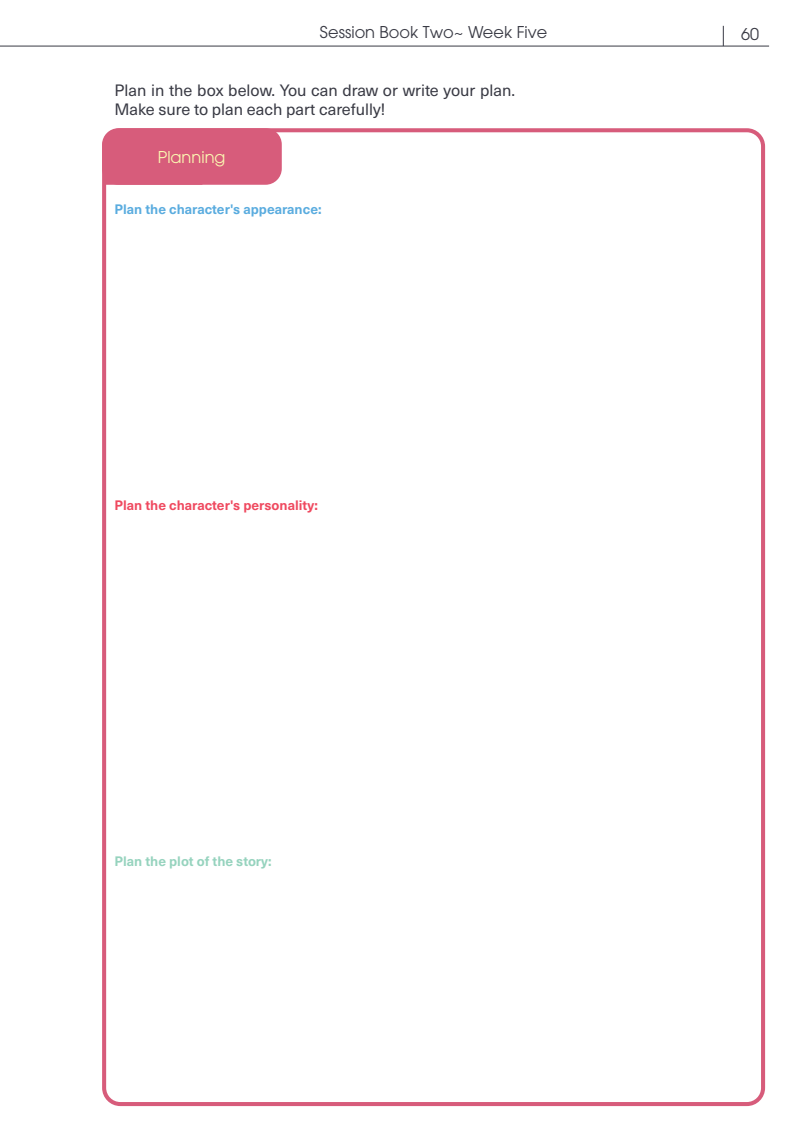 Session Book Two~ Week Five
60
Plan in the box below. You can draw or write your plan.
Make sure to plan each part carefully!
Planning
Plan the character's appearance:
Plan the character's personality:
Plan the plot of the story: